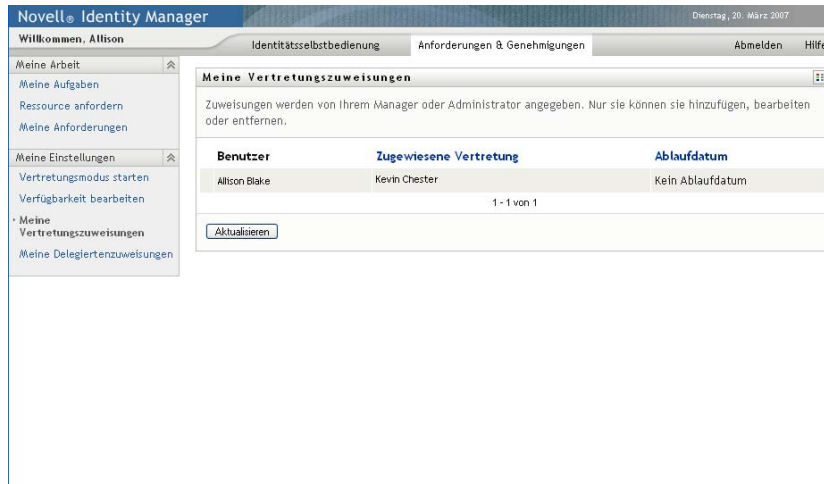 Novell® Identity Manager
Dienstag, 20. März 2007
Willkommen, Allison
Identitätsselbstbedienung
Anforderungen & Genehmigungen
Abmelden
Hilfe
Meine Arbeit
Meine Aufgaben
Ressource anfordern
Meine Anforderungen
Meine Einstellungen
Vertretungsmodus starten
Verfügbarkeit bearbeiten
Meine
Vertretungszuweisungen
Meine Delegiertenzuweisungen
Meine Vertretungszuweisungen
Zuweisungen werden von Ihrem Manager oder Administrator angegeben. Nur sie können sie hinzufügen, bearbeiten
oder entfernen.
Benutzer Zugewiesene Vertretung Ablaufdatum
Allison Blake Kevin Chester Kein Ablaufdatum
1 - 1 von 1
Aktualisieren